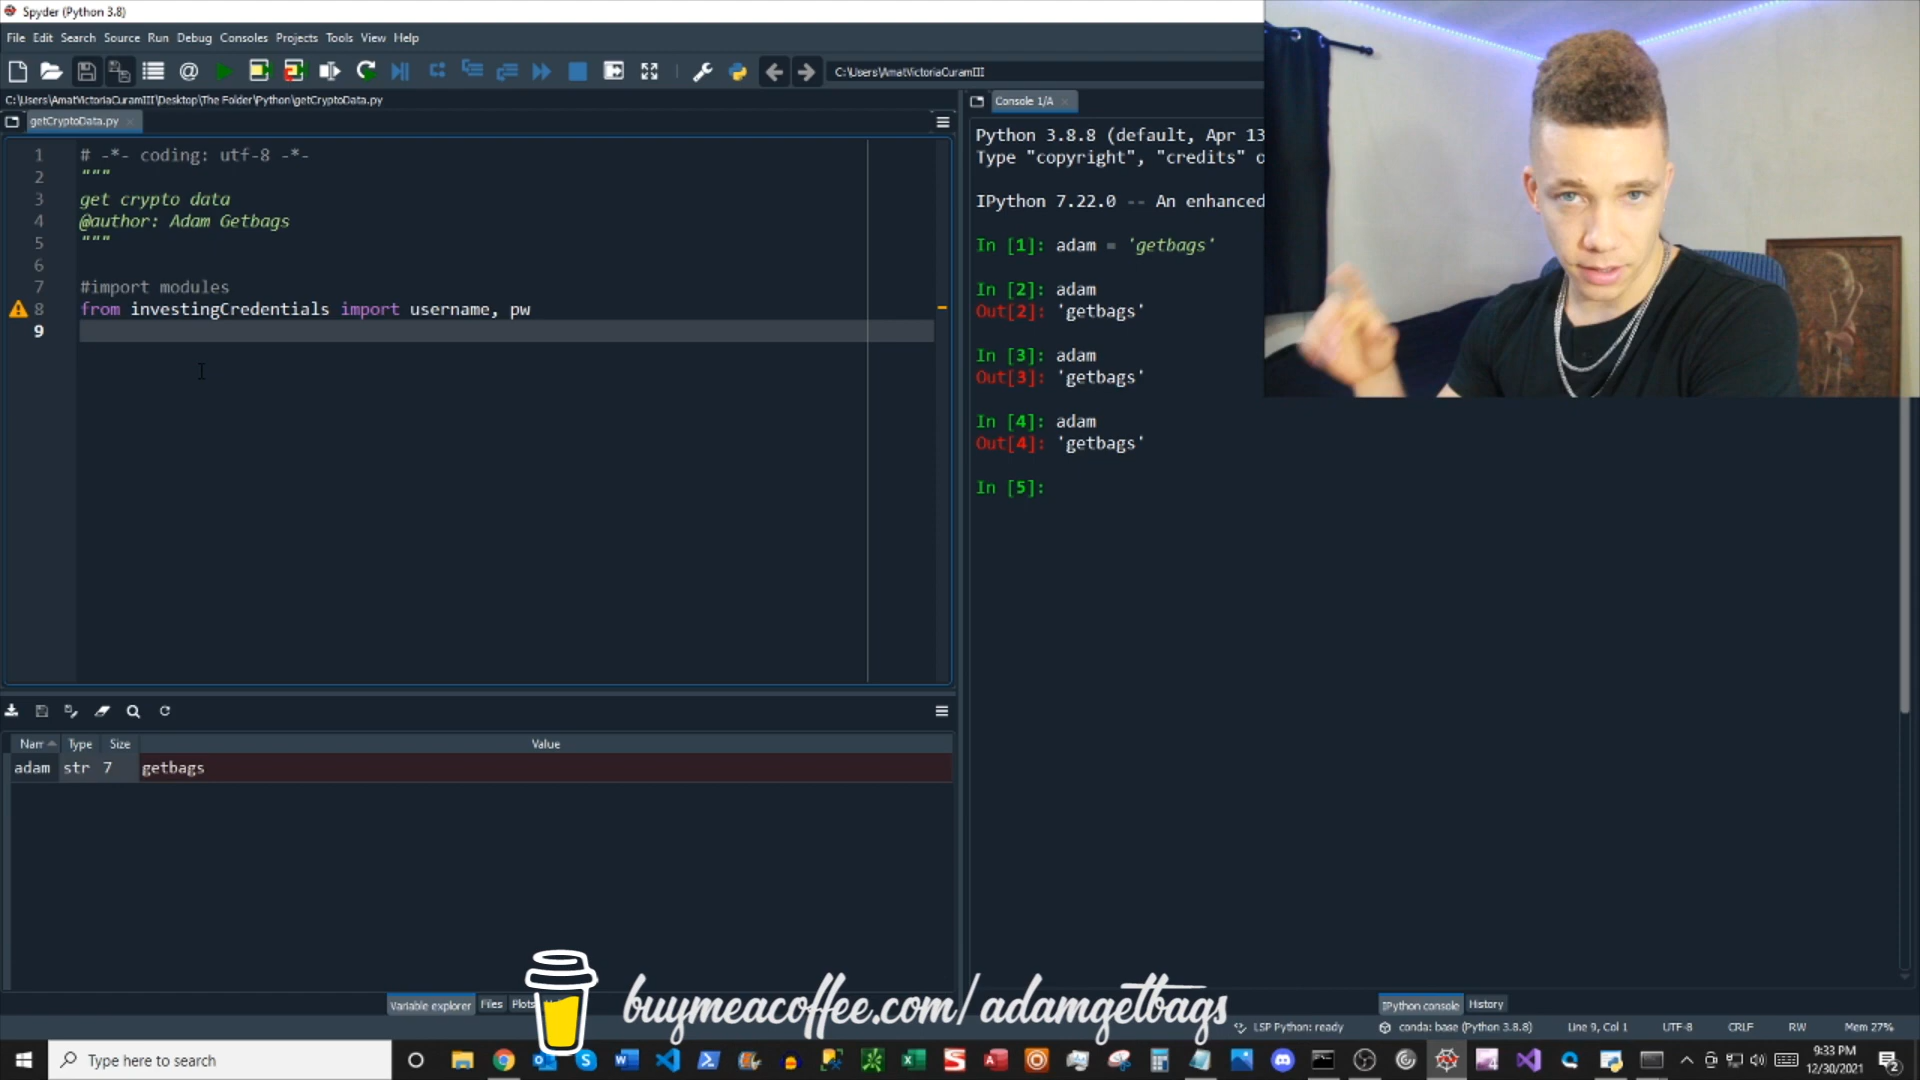 Spyder (Python 3.8)
File Edit Search Source Run Debug Consoles Projects Tools View Help
C:\Users\AmatVictoriaCuramIII
C:\Users\AmatVictoriaCuramIII\Desktop\The Folder\Python\getCryptoData.py
getCryptoData.py
1 # -*- coding: utf-8 -*-
2 """
3 get crypto data
4 @author: Adam Getbags
5 """
6
7 #import modules
8 from investingCredentials import username, pw
9
Console 1/A
Python 3.8.8 (default, Apr 13
Type "copyright", "credits" o
IPython 7.22.0 -- An enhanced
In [1]: adam = 'getbags'
In [2]: adam
Out[2]: 'getbags'
In [3]: adam
Out[3]: 'getbags'
In [4]: adam
Out[4]: 'getbags'
In [5]:
Nam Type Size Value
adam str 7 getbags
Variable explorer Files Plots
buymeacoffee.com/adamgetbags
IPython console History
LSP Python: ready conda: base (Python 3.8.8) Line 9, Col 1 UTF-8 CRLF RW Mem 27%
Type here to search
9:33 PM
12/30/2021
2